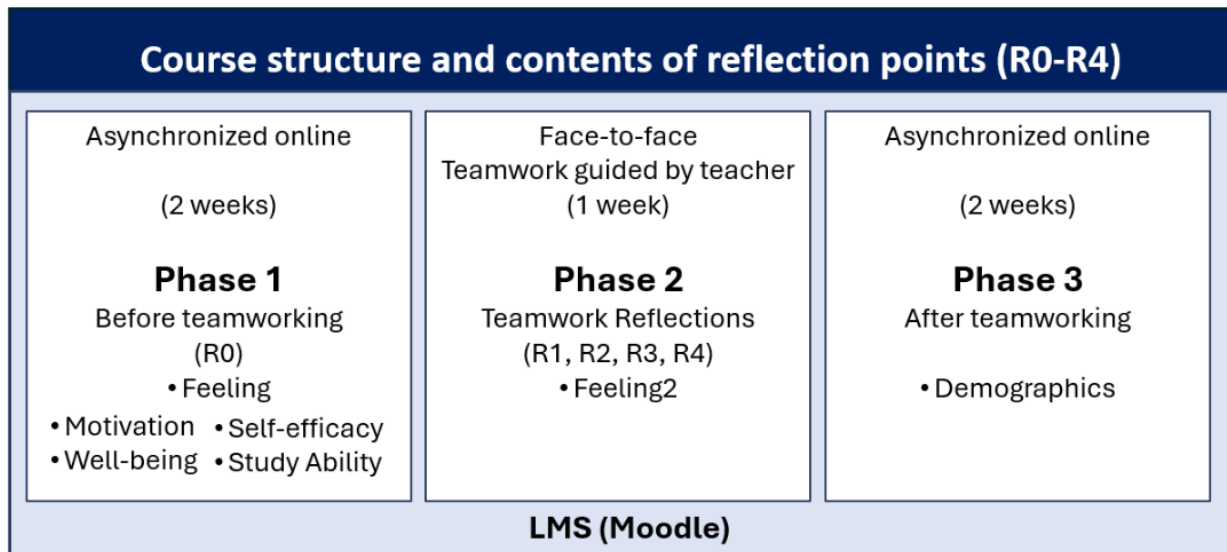 Course structure and contents of reflection points (R0-R4)
Asynchronized online
(2 weeks)
Phase 1
Before teamworking
(R0)
• Feeling
• Motivation • Self-efficacy
• Well-being • Study Ability
Face-to-face
Teamwork guided by teacher
(1 week)
Phase 2
Teamwork Reflections
(R1, R2, R3, R4)
• Feeling2
Asynchronized online
(2 weeks)
Phase 3
After teamworking
• Demographics
LMS (Moodle)